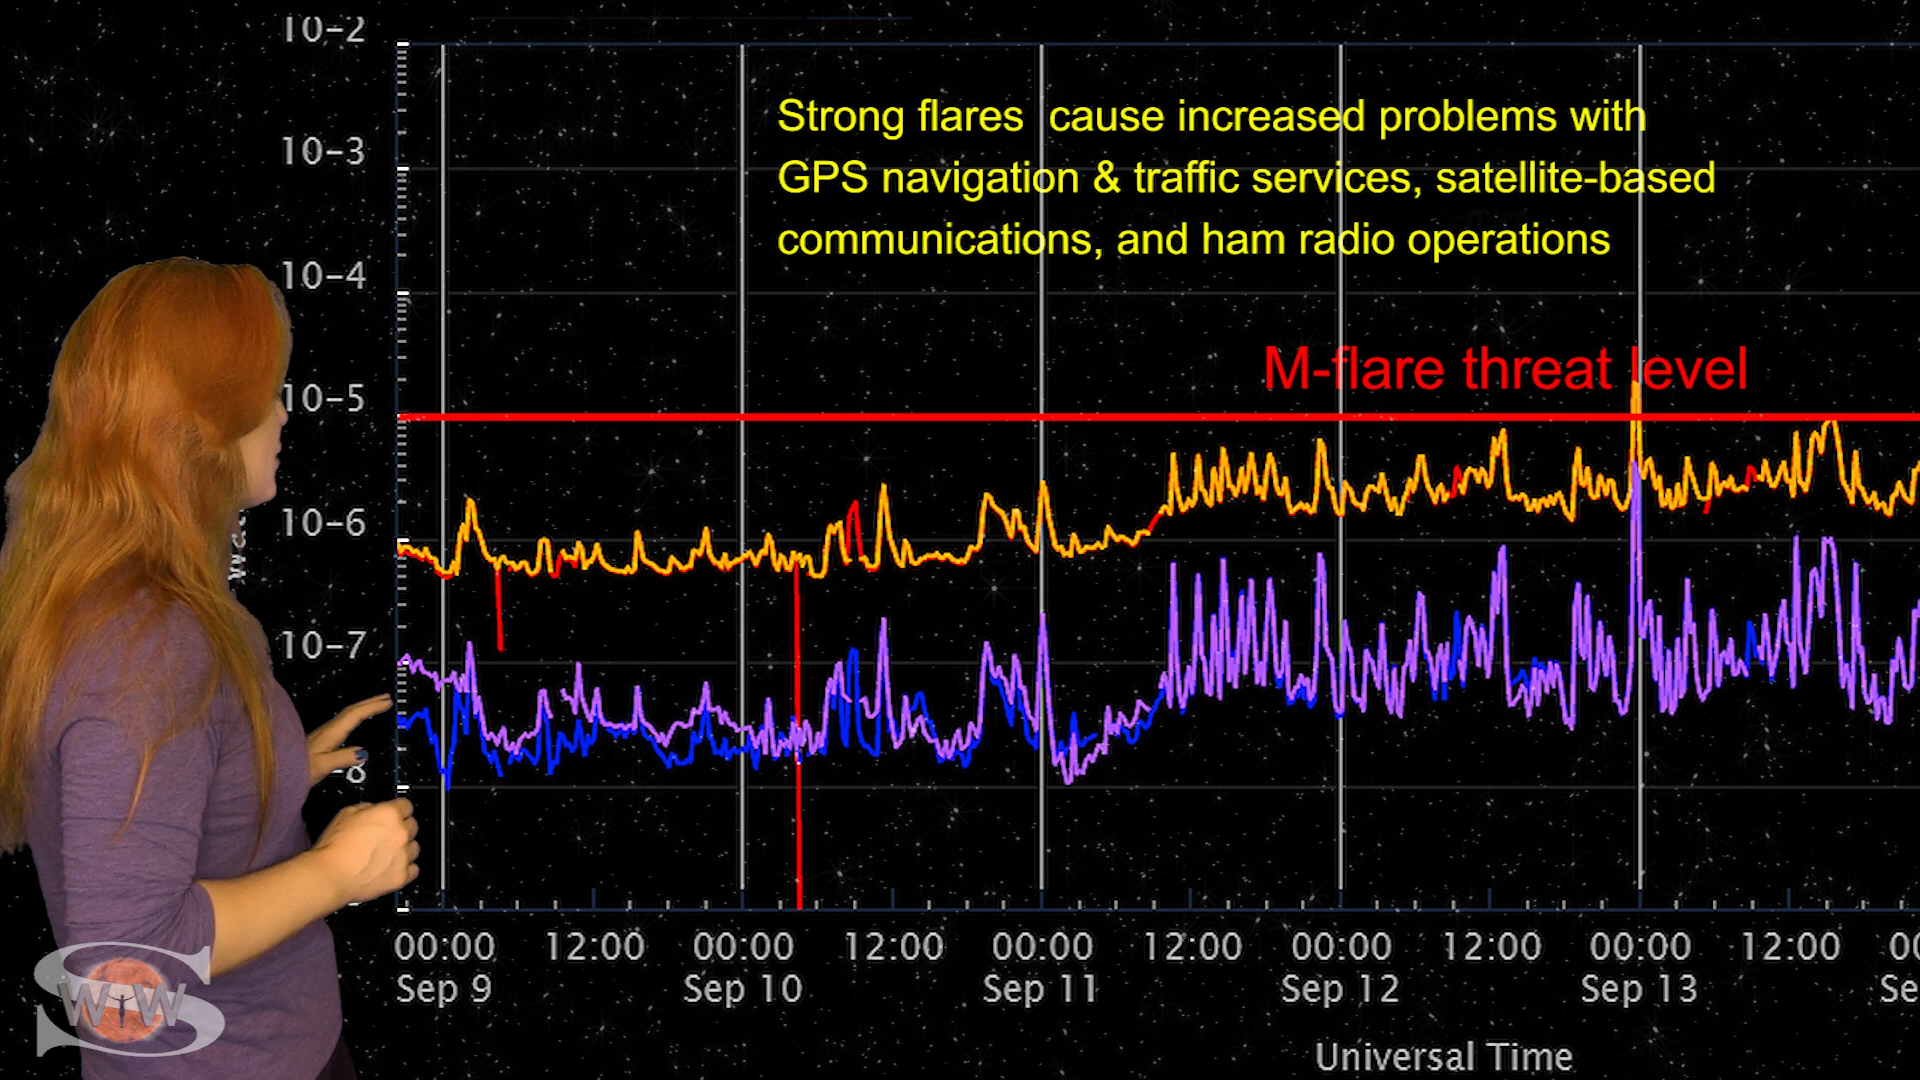 10-2
Strong flares  cause increased problems with
10-3
GPS navigation & traffic services, satellite-based
communications, and ham radio operations
10-4
M-flare threat level
10-5
10-6
10-7
-8
00:00 12:00 00:00 12:00 00:00 12:00 00:00 12:00 00:00 12:00
Sep 9 Sep 10 Sep 11 Sep 12 Sep 13
Universal Time
SWxW